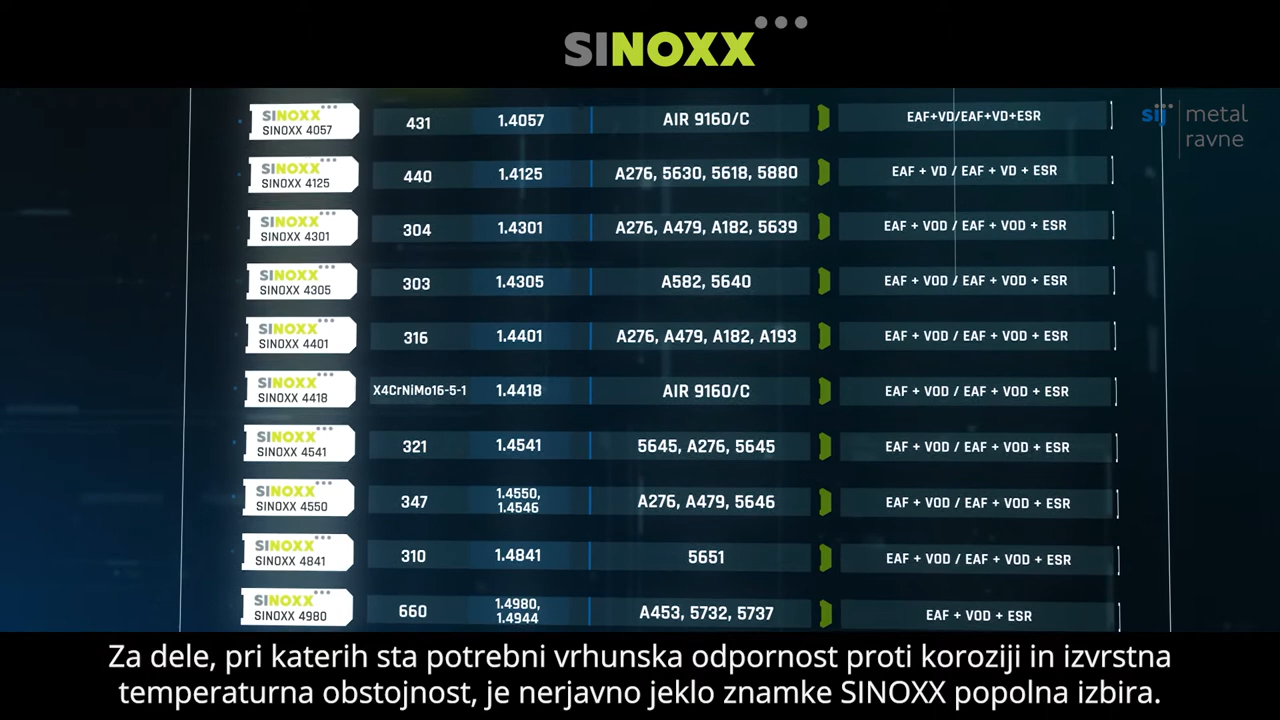 SINOXX
sij metal
ravne
SINOXX
SINOXX 4057
431
1.4057
AIR 9160/C
EAF+VD/EAF+VD+ESR
SINOXX
SINOXX 4125
440
1.4125
A276, 5630, 5618, 5880
EAF + VD / EAF + VD + ESR
SINOXX
SINOXX 4301
304
1.4301
A276, A479, A182, 5639
EAF + VOD / EAF + VOD + ESR
SINOXX
SINOXX 4305
303
1.4305
A582, 5640
EAF + VOD / EAF + VOD + ESR
SINOXX
SINOXX 4401
316
1.4401
A276, A479, A182, A193
EAF + VOD / EAF + VOD + ESR
SINOXX
SINOXX 4418
X4CrNiMo16-5-1
1.4418
AIR 9160/C
EAF + VOD / EAF + VOD + ESR
SINOXX
SINOXX 4541
321
1.4541
5645, A276, 5645
EAF + VOD / EAF + VOD + ESR
SINOXX
SINOXX 4550
347
1.4550,
1.4546
A276, A479, 5646
EAF + VOD / EAF + VOD + ESR
SINOXX
SINOXX 4841
310
1.4841
5651
EAF + VOD / EAF + VOD + ESR
SINOXX
SINOXX 4980
660
1.4980,
1.4944
A453, 5732, 5737
EAF + VOD + ESR
Za dele, pri katerih sta potrebni vrhunska odpornost proti koroziji in izvrstna
temperaturna obstojnost, je nerjavno jeklo znamke SINOXX popolna izbira.